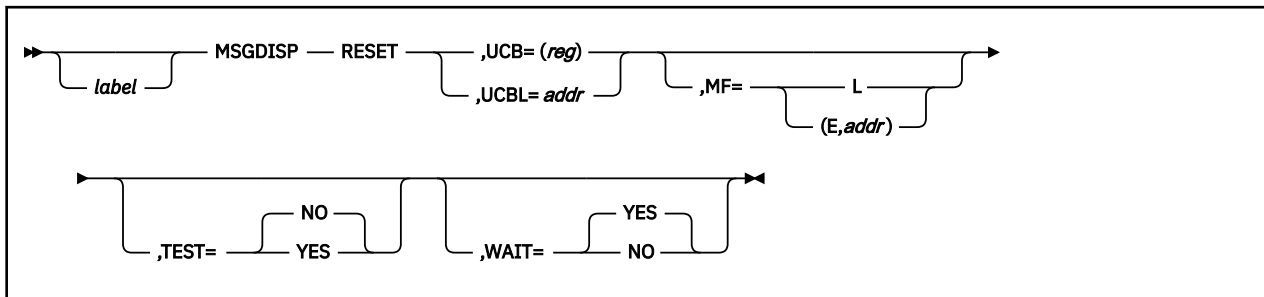 MSGDISP RESET ,UCB= (reg)
label
,UCBL= addr
,MF= L
(E,addr)
NO
,TEST= YES
YES
,WAIT= NO